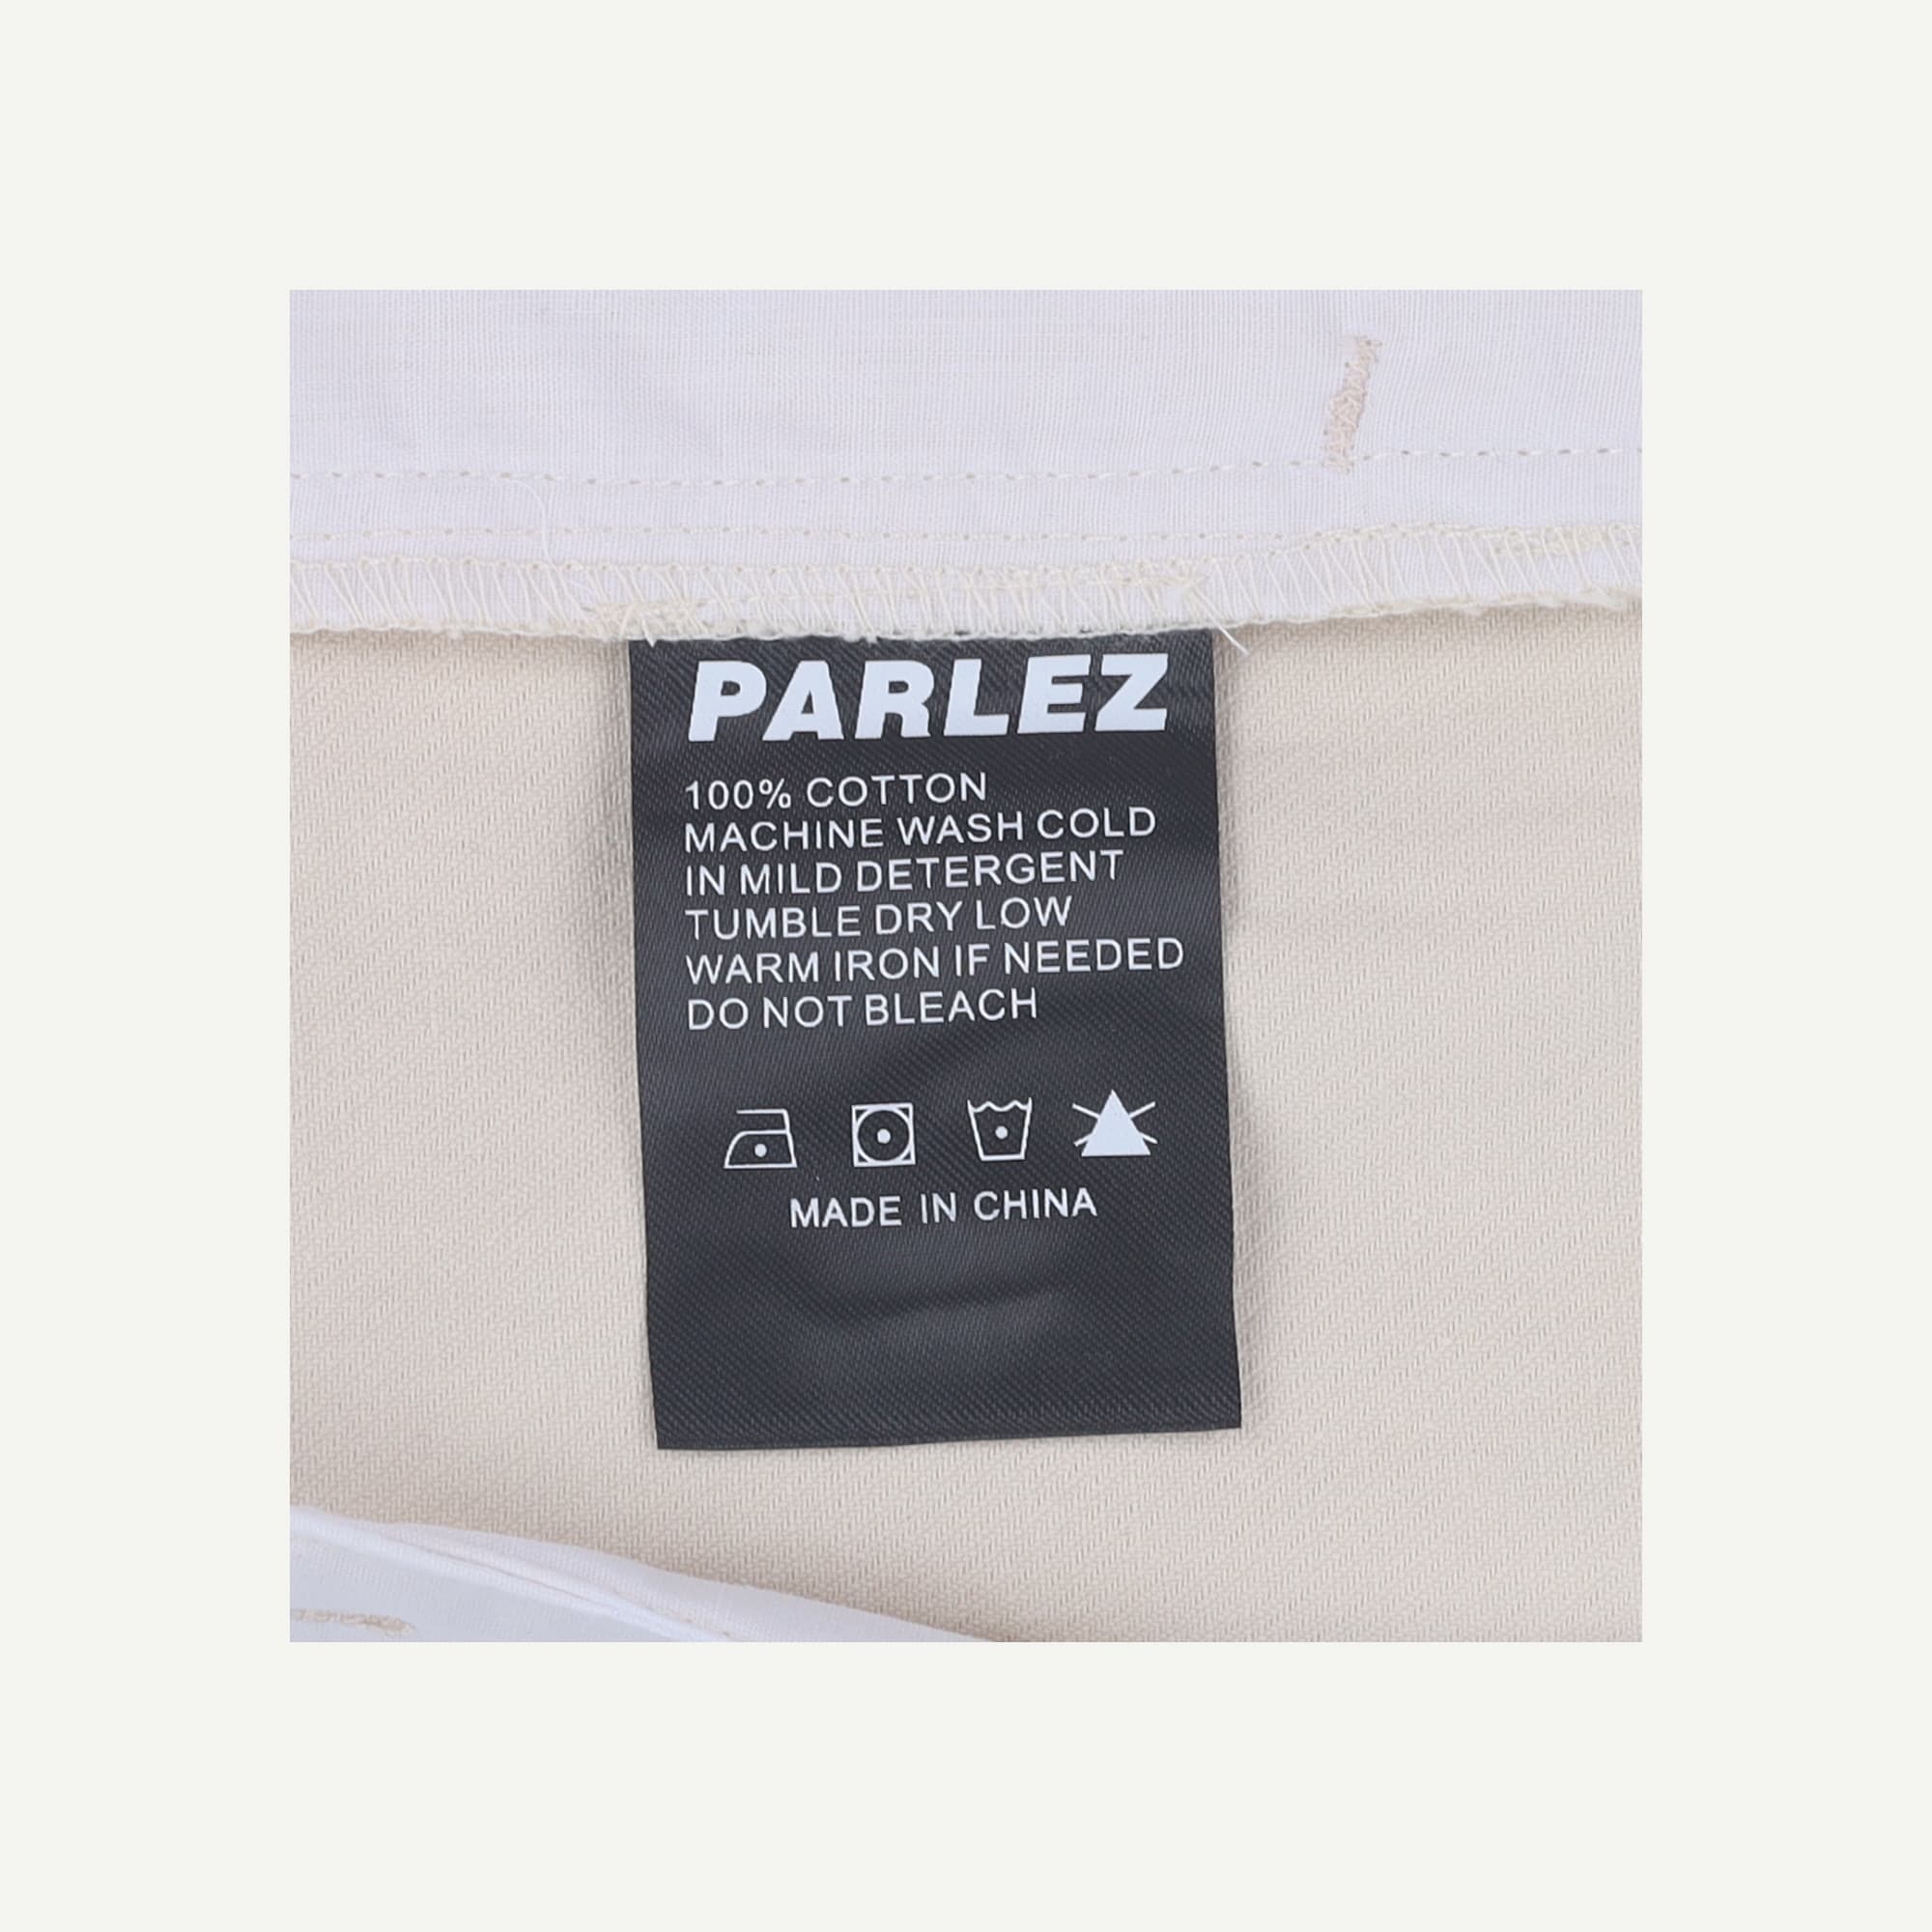 PARLEZ
100% COTTON
MACHINE WASH COLD
IN MILD DETERGENT
TUMBLE DRY LOW
WARM IRON IF NEEDED
DO NOT BLEACH
MADE IN CHINA